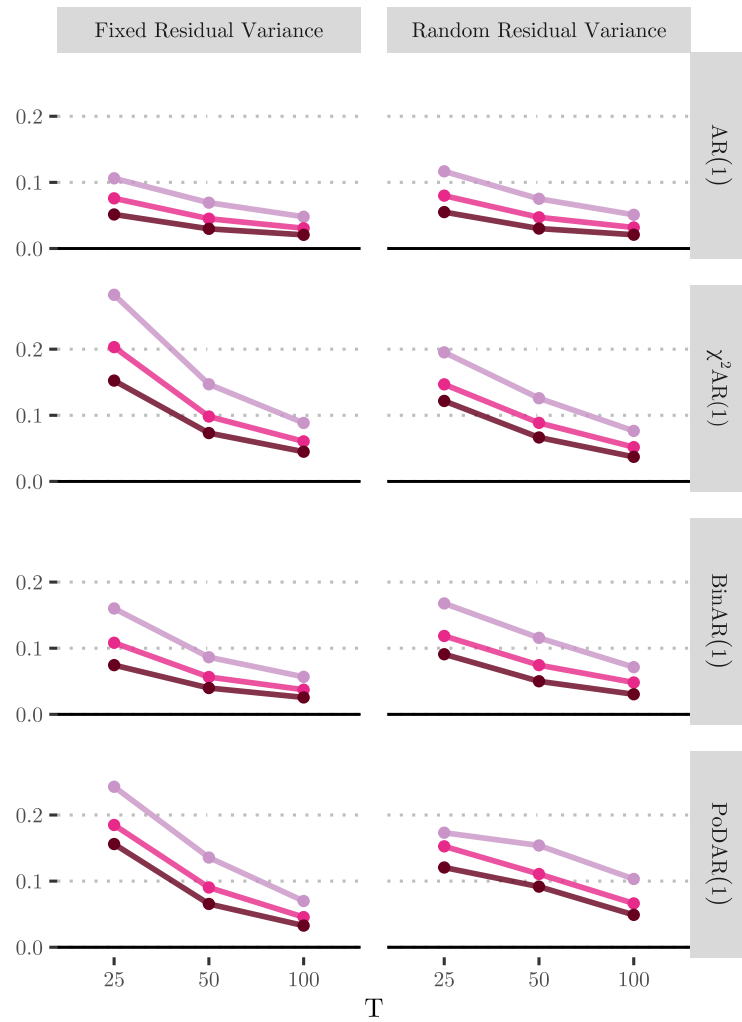 Fixed Residual Variance
Random Residual Variance
0.2
0.1
0.0
AR(1)
0.2
0.1
0.0
χ²AR(1)
0.2
0.1
0.0
BinAR(1)
0.2
0.1
0.0
PoDAR(1)
25 50 100
25 50 100
T